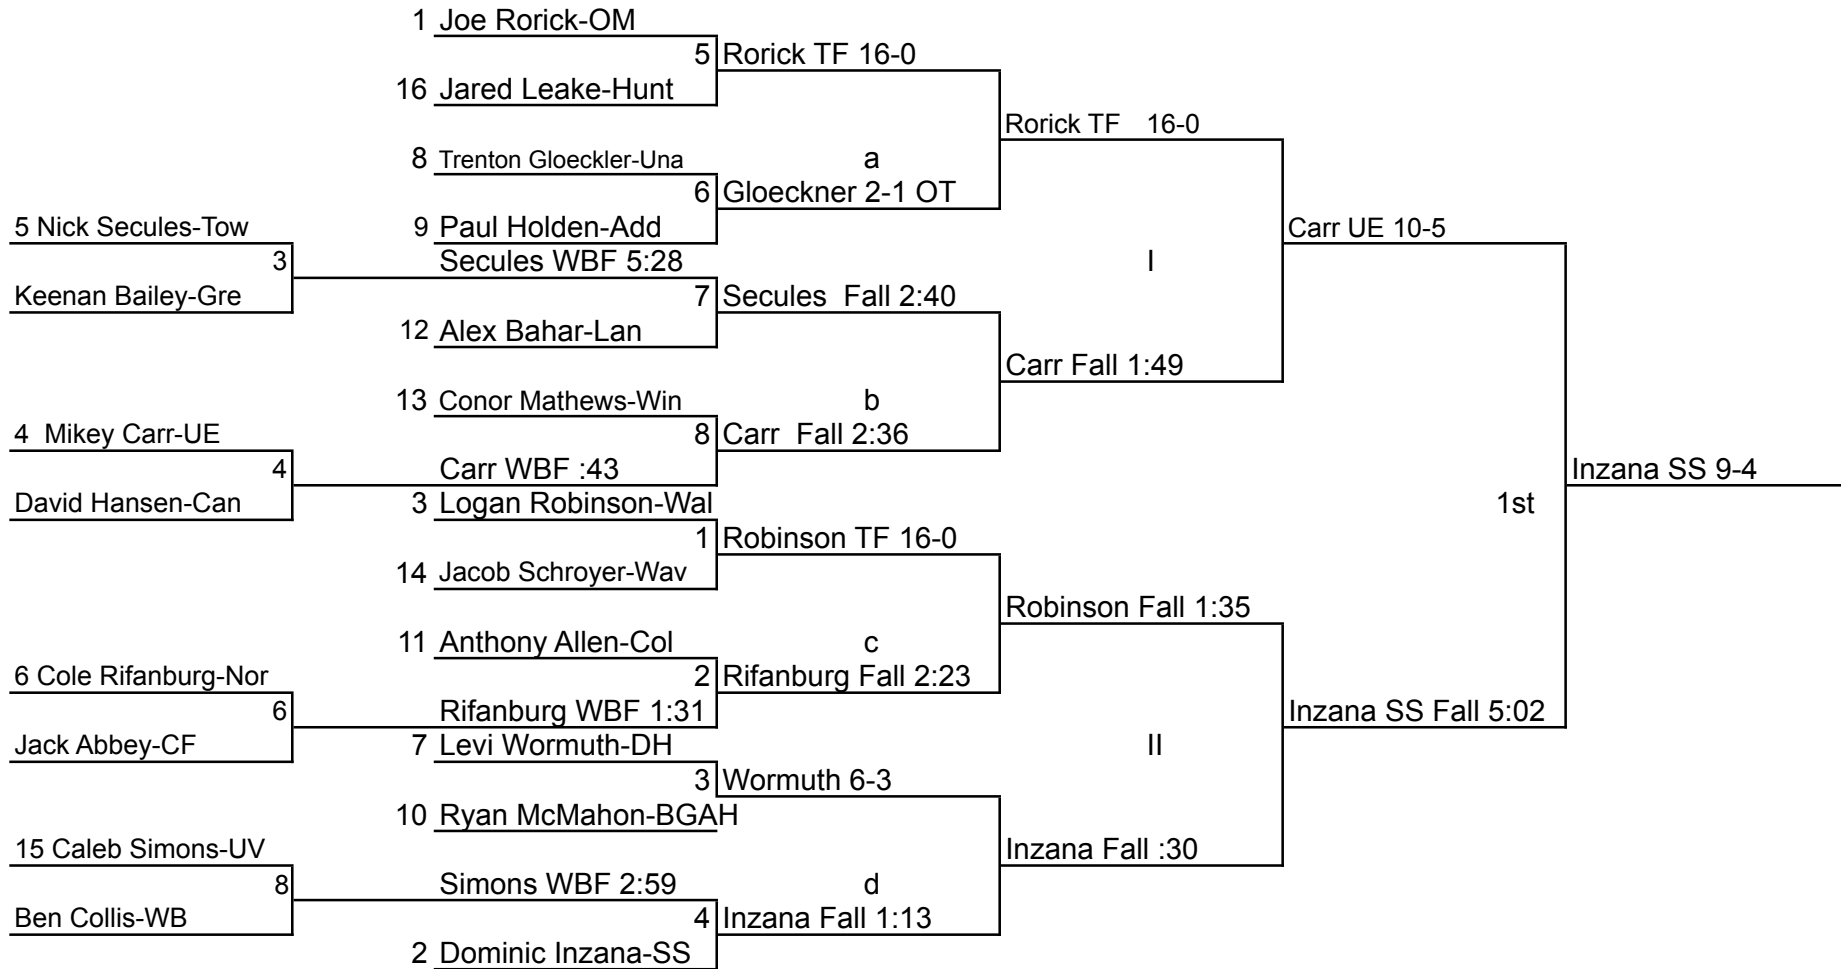 1 Joe Rorick-OM
5 Rorick TF 16-0
16 Jared Leake-Hunt
Rorick TF 16-0
8 Trenton Gloeckler-Una
a
6 Gloeckner 2-1 OT
5 Nick Secules-Tow
9 Paul Holden-Add
Carr UE 10-5
3
Secules WBF 5:28
I
Keenan Bailey-Gre
7 Secules Fall 2:40
12 Alex Bahar-Lan
Carr Fall 1:49
13 Conor Mathews-Win
b
4 Mikey Carr-UE
8 Carr Fall 2:36
4
Carr WBF :43
Inzana SS 9-4
David Hansen-Can
3 Logan Robinson-Wal
1st
1 Robinson TF 16-0
14 Jacob Schroyer-Wav
Robinson Fall 1:35
11 Anthony Allen-Col
c
6 Cole Rifanburg-Nor
2 Rifanburg Fall 2:23
6
Rifanburg WBF 1:31
Inzana SS Fall 5:02
Jack Abbey-CF
7 Levi Wormuth-DH
II
3 Wormuth 6-3
10 Ryan McMahon-BGAH
15 Caleb Simons-UV
Inzana Fall :30
8
Simons WBF 2:59
d
Ben Collis-WB
4 Inzana Fall 1:13
2 Dominic Inzana-SS